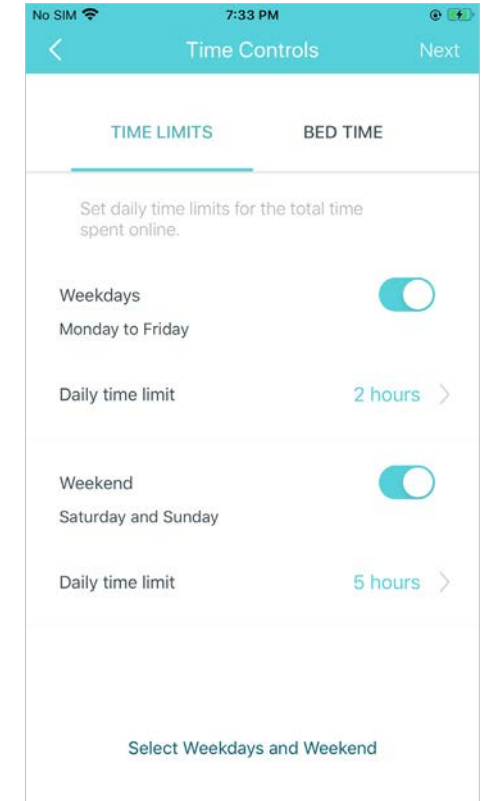 No SIM 7:33 PM
Time Controls Next
TIME LIMITS BED TIME
Set daily time limits for the total time
spent online.
Weekdays
Monday to Friday
Daily time limit 2 hours
Weekend
Saturday and Sunday
Daily time limit 5 hours
Select Weekdays and Weekend